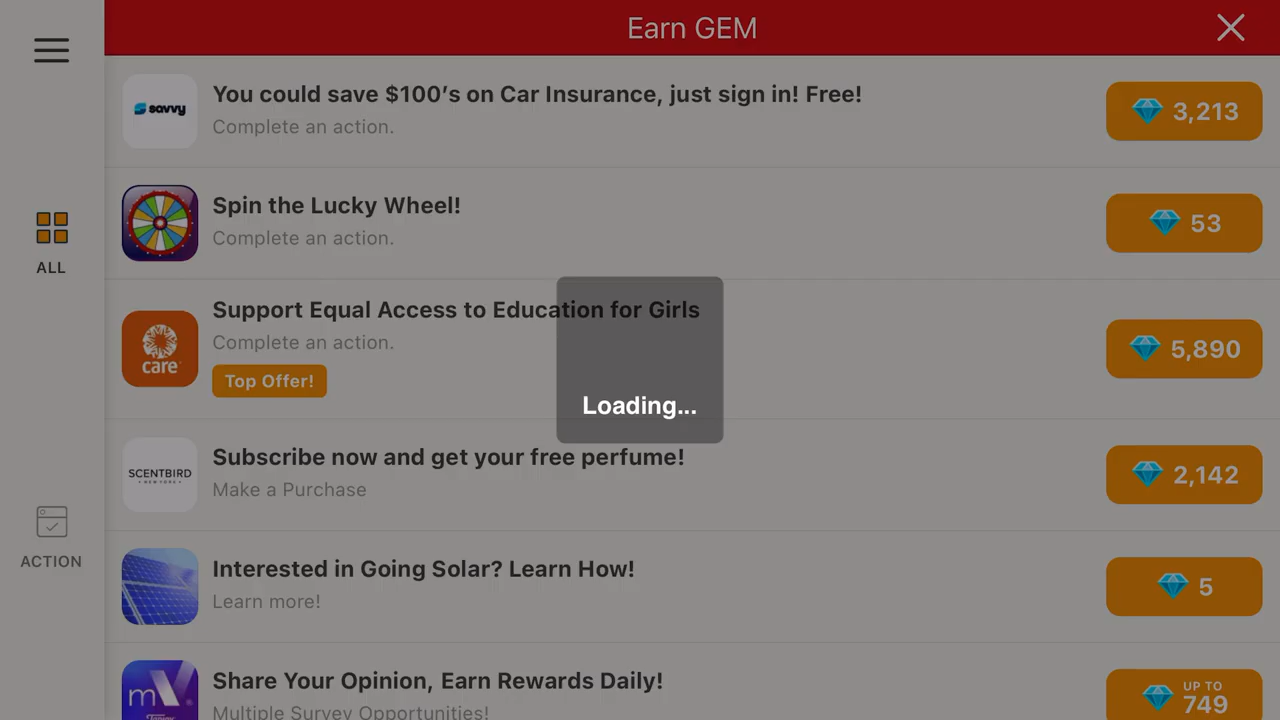 Earn GEM
savvy
You could save $100’s on Car Insurance, just sign in! Free!
Complete an action.
3,213
Spin the Lucky Wheel!
Complete an action.
53
ALL
Support Equal Access to Education for Girls
Complete an action.
Top Offer!
care
5,890
Loading...
SCENTBIRD
• NEW YORK •
Subscribe now and get your free perfume!
Make a Purchase
2,142
ACTION
Interested in Going Solar? Learn How!
Learn more!
5
Share Your Opinion, Earn Rewards Daily!
Multiple Survey Opportunities!
UP TO
749